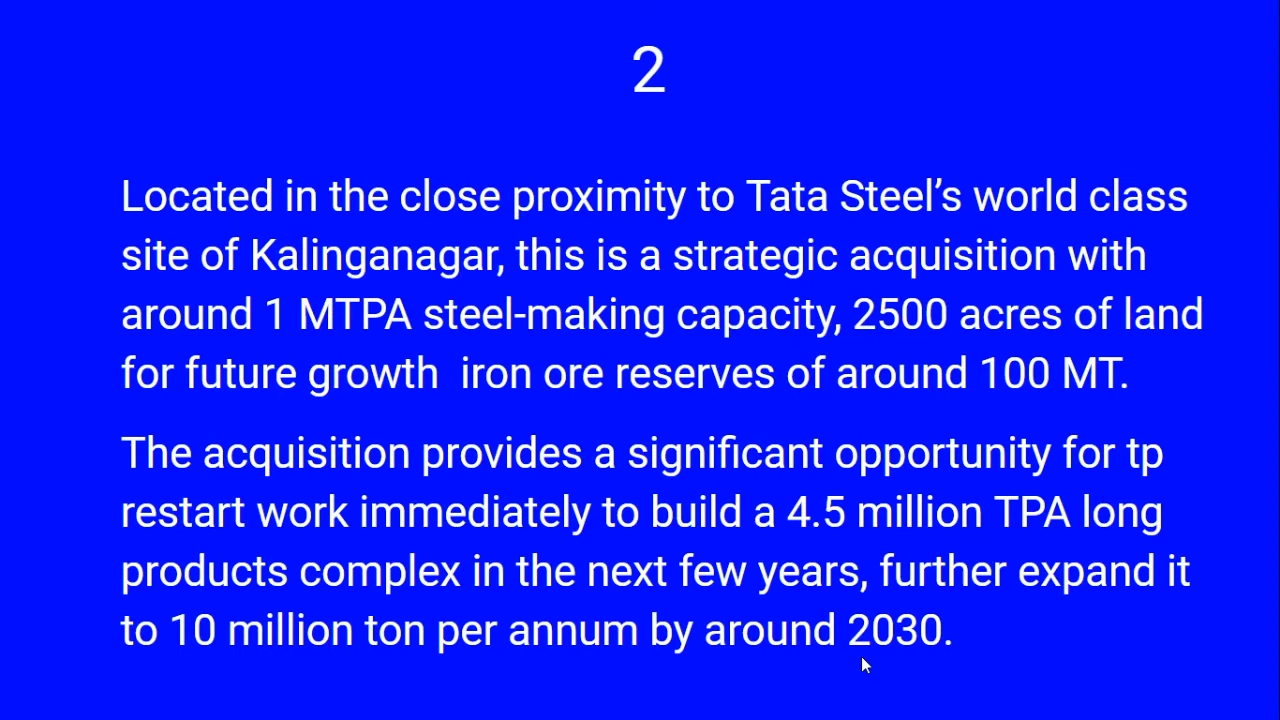 2
Located in the close proximity to Tata Steel’s world class
site of Kalinganagar, this is a strategic acquisition with
around 1 MTPA steel-making capacity, 2500 acres of land
for future growth  iron ore reserves of around 100 MT.
The acquisition provides a significant opportunity for tp
restart work immediately to build a 4.5 million TPA long
products complex in the next few years, further expand it
to 10 million ton per annum by around 2030.